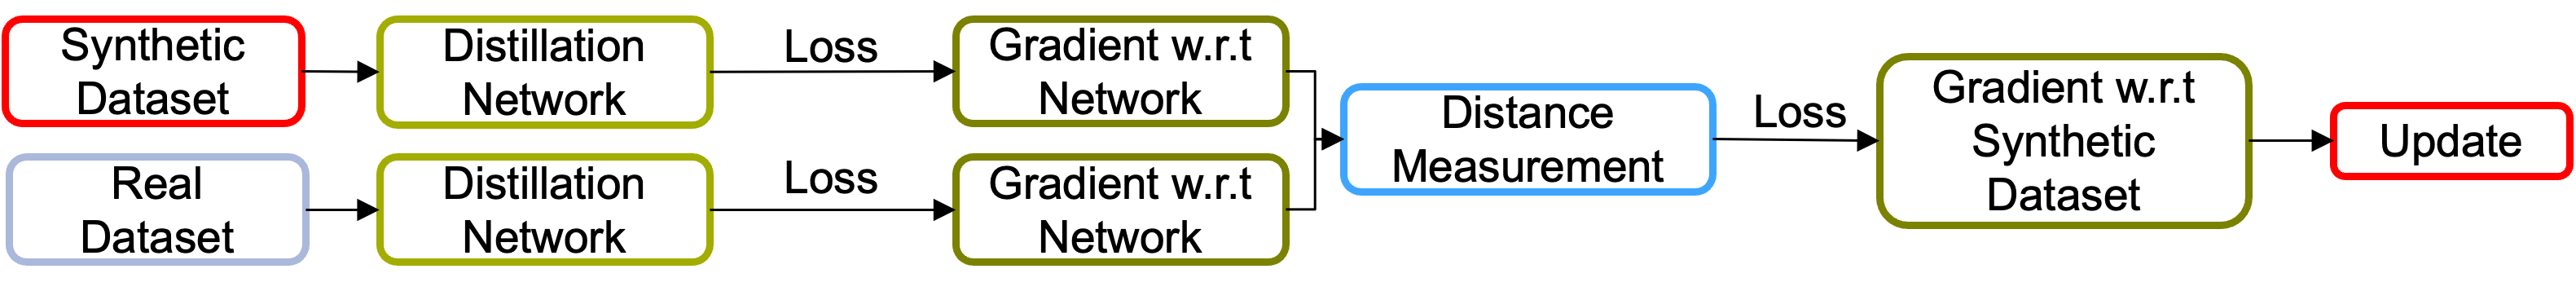 Synthetic
Dataset
Distillation
Network
Loss
Gradient w.r.t
Network
Real
Dataset
Distillation
Network
Loss
Gradient w.r.t
Network
Distance
Measurement
Loss
Gradient w.r.t
Synthetic
Dataset
Update